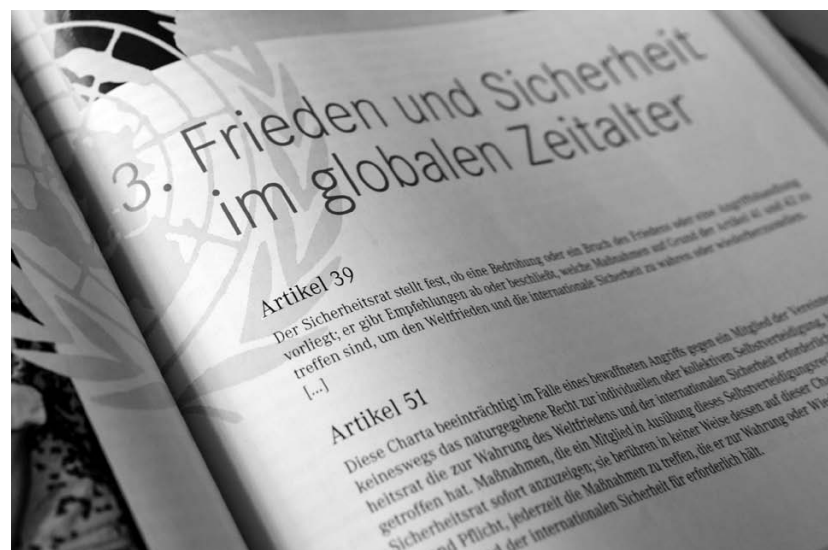 3. Frieden und Sicherheit
im globalen Zeitalter
Artikel 39
Der Sicherheitsrat stellt fest, ob eine Bedrohung oder ein Bruch des Friedens oder eine Angriffshandlung
vorliegt; er gibt Empfehlungen ab oder beschließt, welche Maßnahmen auf Grund der Artikel 41 und 42 zu
treffen sind, um den Weltfrieden und die internationale Sicherheit zu wahren oder wiederherzustellen.
[...]
Artikel 51
Diese Charta beeinträchtigt im Falle eines bewaffneten Angriffs gegen ein Mitglied der Vereinten
keineswegs das naturgegebene Recht zur individuellen oder kollektiven Selbstverteidigung,
heitsrat die zur Wahrung des Weltfriedens und der internationalen Sicherheit erforderlich
getroffen hat. Maßnahmen, die ein Mitglied in Ausübung dieses Selbstverteidigungsrech
Sicherheitsrat sofort anzuzeigen; sie berühren in keiner Weise dessen auf dieser Cha
und Pflicht, jederzeit die Maßnahmen zu treffen, die er zur Wahrung oder Wie
d der internationalen Sicherheit für erforderlich hält.